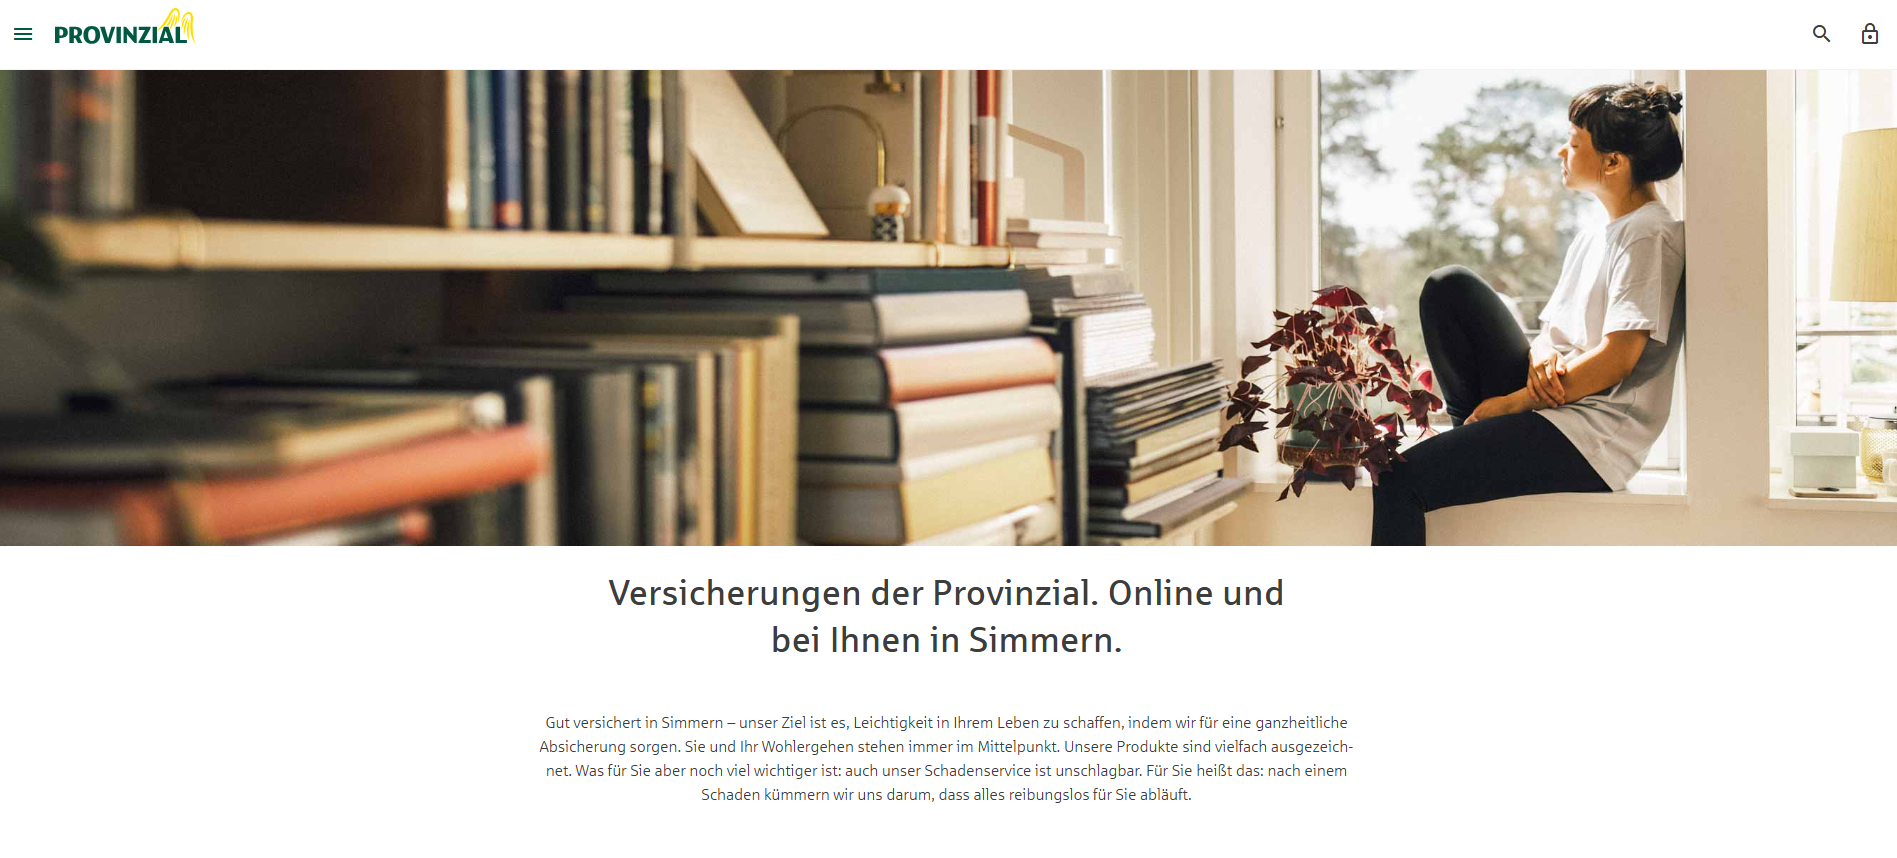 PROVINZIAL
Versicherungen der Provinzial. Online und
bei Ihnen in Simmern.
Gut versichert in Simmern – unser Ziel ist es, Leichtigkeit in Ihrem Leben zu schaffen, indem wir für eine ganzheitliche
Absicherung sorgen. Sie und Ihr Wohlergehen stehen immer im Mittelpunkt. Unsere Produkte sind vielfach ausgezeich-
net. Was für Sie aber noch viel wichtiger ist: auch unser Schadenservice ist unschlagbar. Für Sie heißt das: nach einem
Schaden kümmern wir uns darum, dass alles reibungslos für Sie abläuft.